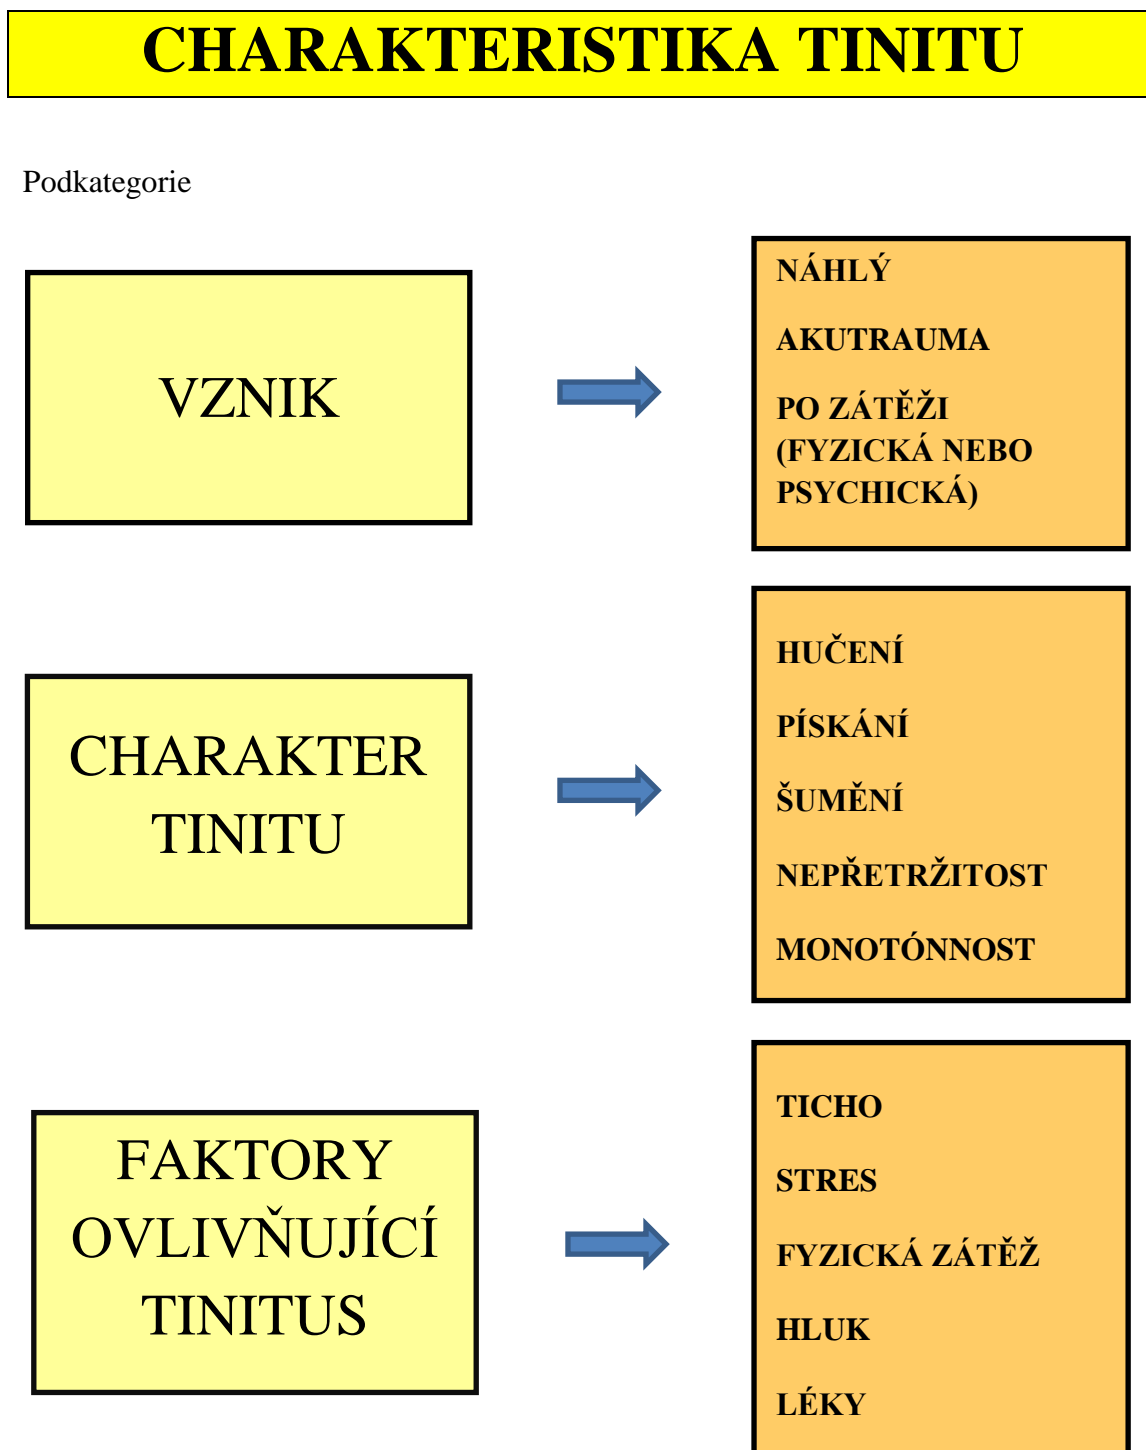 CHARAKTERISTIKA TINITU
Podkategorie
VZNIK
NÁHLÝ
AKUTRAUMA
PO ZÁTĚŽI
(FYZICKÁ NEBO
PSYCHICKÁ)
CHARAKTER
TINITU
HUČENÍ
PÍSKÁNÍ
ŠUMĚNÍ
NEPŘETRŽITOST
MONOTÓNNOST
FAKTORY
OVLIVŇUJÍCÍ
TINITUS
TICHO
STRES
FYZICKÁ ZÁTĚŽ
HLUK
LÉKY